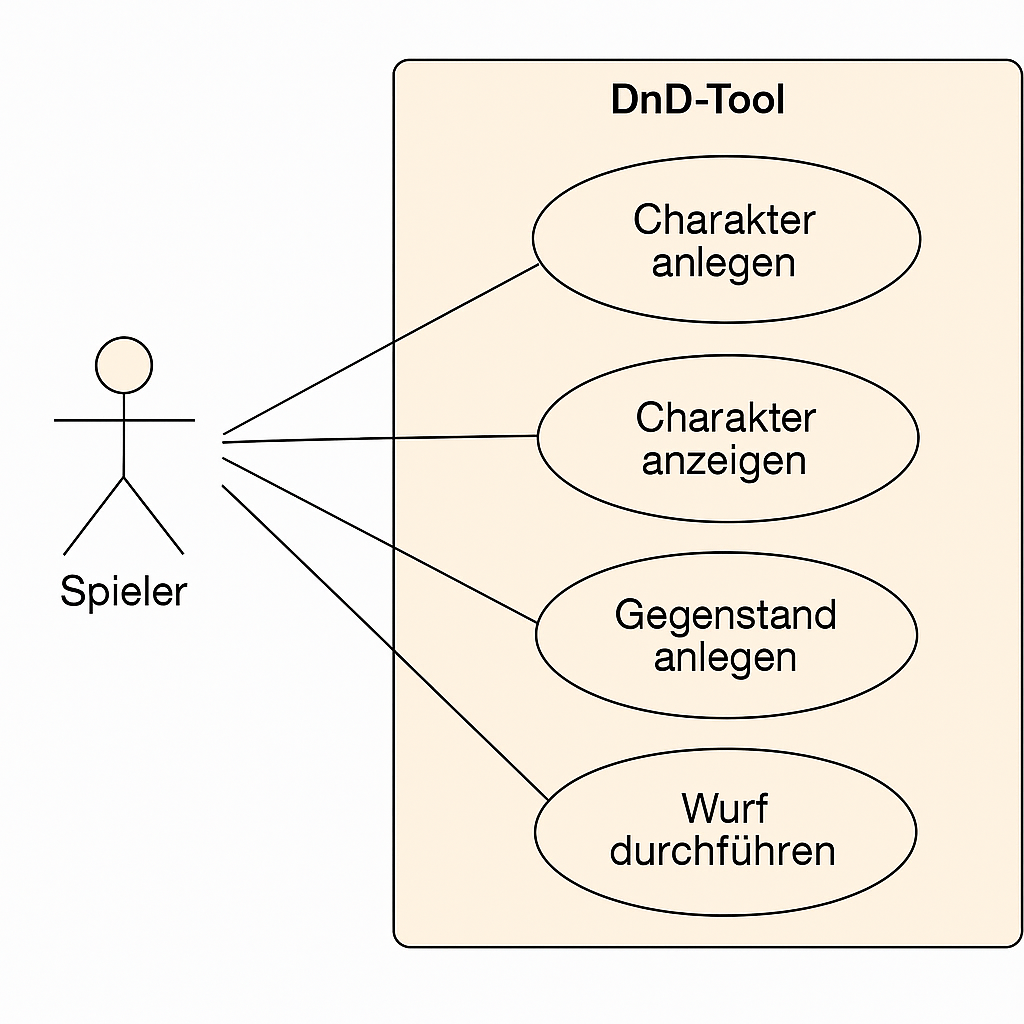 DnD-Tool
Charakter
anlegen
Charakter
anzeigen
Spieler
Gegenstand
anlegen
Wurf
durchführen